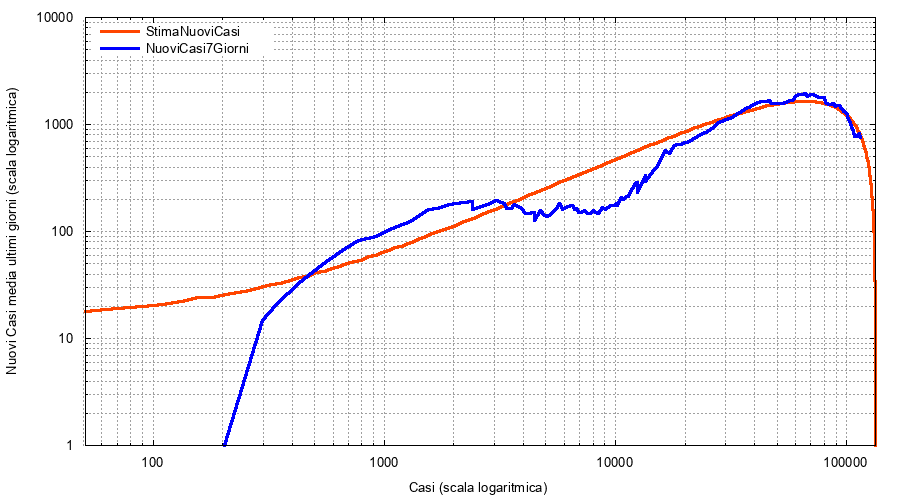 10000
1000
100
10
1
StimaNuoviCasi
NuoviCasi7Giorni
Nuovi Casi media ultimi giorni (scala logaritmica)
100 1000 10000 100000
Casi (scala logaritmica)